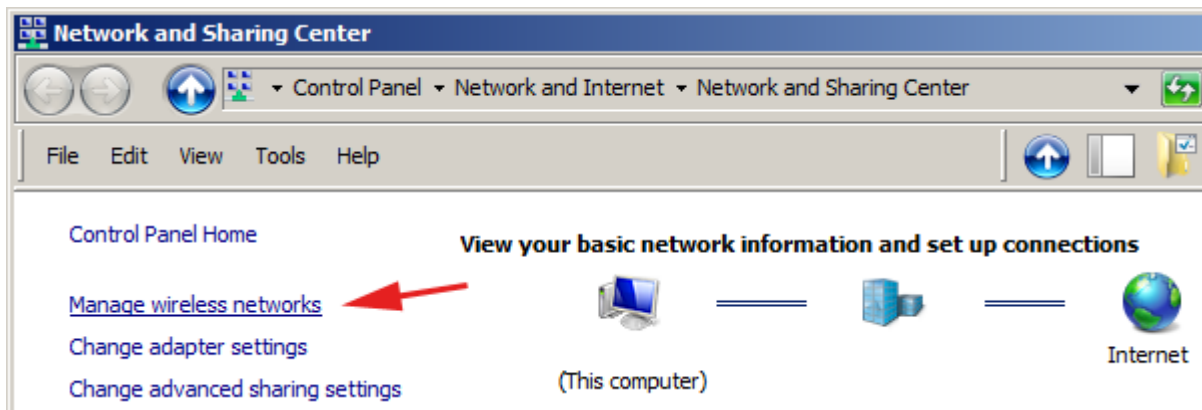 Network and Sharing Center
Control Panel Network and Internet Network and Sharing Center
File Edit View Tools Help
Control Panel Home
View your basic network information and set up connections
Manage wireless networks
Change adapter settings
Change advanced sharing settings
(This computer)
Internet